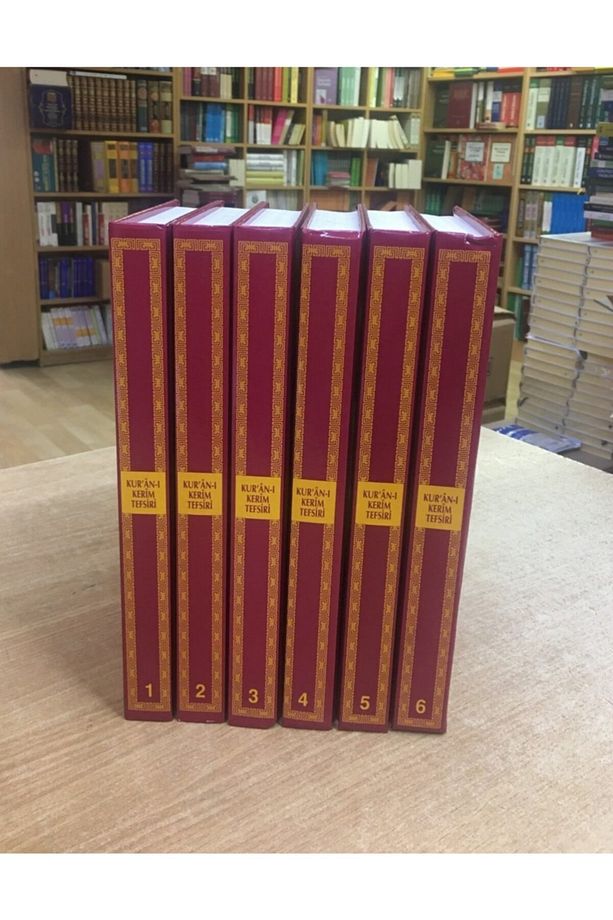 KUR'ÂN-I
KERİM
TEFSİRİ
1
KUR'ÂN-I
KERİM
TEFSİRİ
2
KUR'ÂN-I
KERİM
TEFSİRİ
3
KUR'ÂN-I
KERİM
TEFSİRİ
4
KUR'ÂN-I
KERİM
TEFSİRİ
5
KUR'ÂN-I
KERİM
TEFSİRİ
6